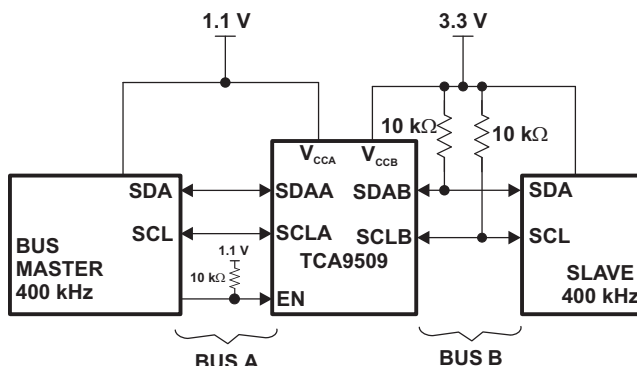 1.1 V
3.3 V
10 kΩ
10 kΩ
VCCA
VCCB
SDA
SDAA
SDAB
SDA
BUS
MASTER
400 kHz
SCL
SCLA
SCLB
SCL
TCA9509
1.1 V
10 kΩ
EN
SLAVE
400 kHz
BUS A
BUS B